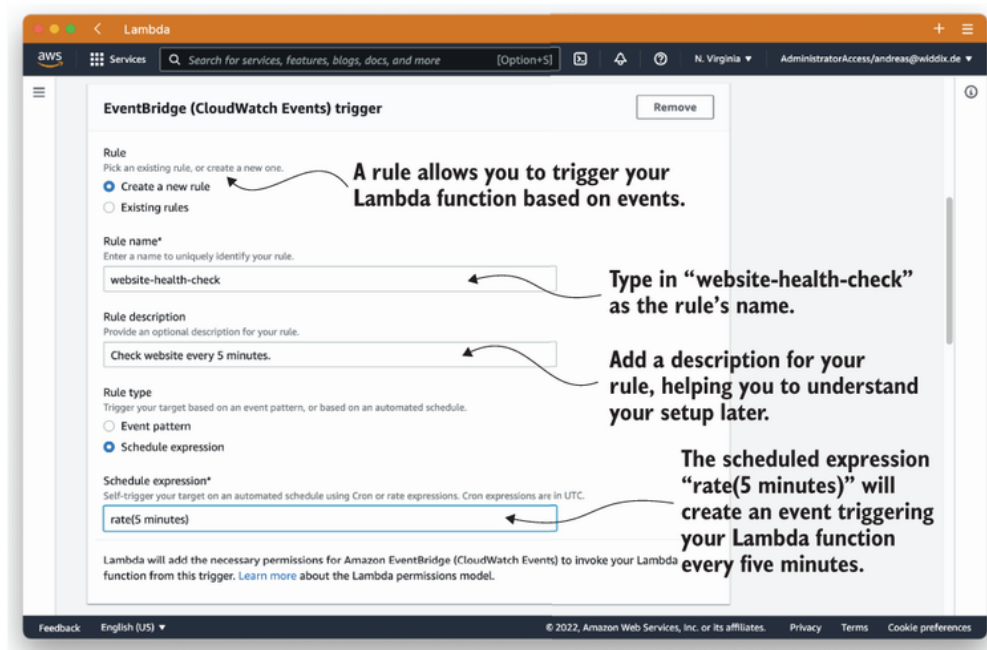 Lambda
aws Services Search for services, features, blogs, docs, and more [Option+S] N. Virginia ▼ AdministratorAccess/andreas@widdix.de ▼
EventBridge (CloudWatch Events) trigger
Remove
Rule
Pick an existing rule, or create a new one.
Create a new rule
Existing rules
A rule allows you to trigger your
Lambda function based on events.
Rule name*
Enter a name to uniquely identify your rule.
website-health-check
Type in “website-health-check”
as the rule’s name.
Rule description
Provide an optional description for your rule.
Check website every 5 minutes.
Add a description for your
rule, helping you to understand
your setup later.
Rule type
Trigger your target based on an event pattern, or based on an automated schedule.
Event pattern
Schedule expression
Schedule expression*
Self-trigger your target on an automated schedule using Cron or rate expressions. Cron expressions are in UTC.
rate(5 minutes)
The scheduled expression
“rate(5 minutes)” will
create an event triggering
your Lambda function
every five minutes.
Lambda will add the necessary permissions for Amazon EventBridge (CloudWatch Events) to invoke your Lambda
function from this trigger. Learn more about the Lambda permissions model.
Feedback English (US) ▼ © 2022, Amazon Web Services, Inc. or its affiliates. Privacy Terms Cookie preferences